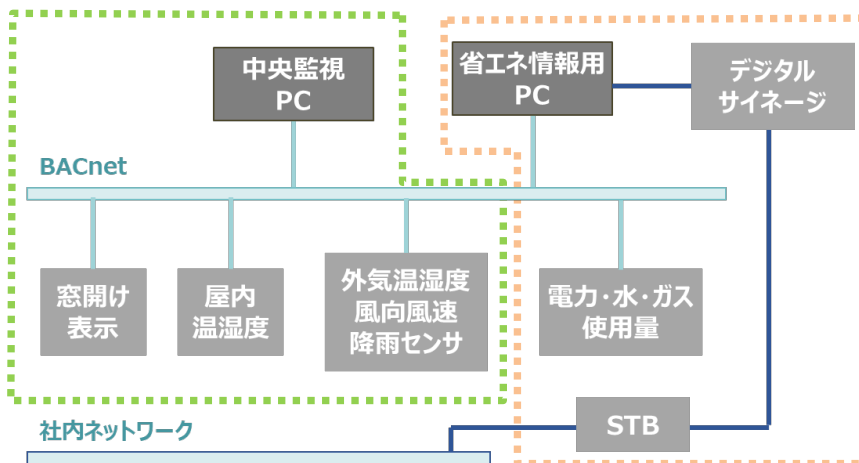 中央監視
PC
省エネ情報用
PC
デジタル
サイネージ
BACnet
窓開け
表示
屋内
温湿度
外気温湿度
風向風速
降雨センサ
電力・水・ガス
使用量
社内ネットワーク
STB